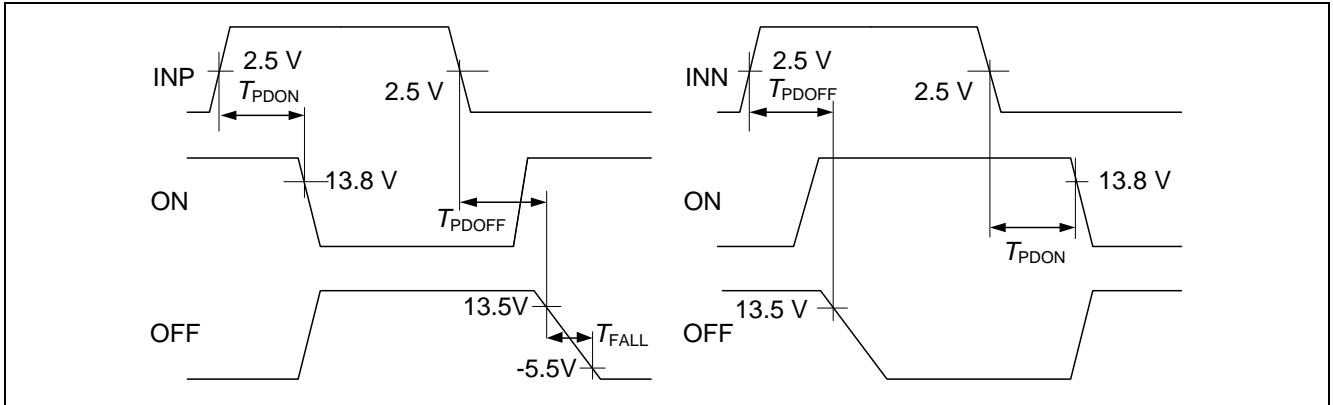 INP
2.5 V
TPDON
2.5 V
ON
13.8 V
TPDOFF
OFF
13.5V
TFALL
-5.5V
INN
2.5 V
TPDOFF
2.5 V
ON
13.8 V
TPDON
OFF
13.5 V